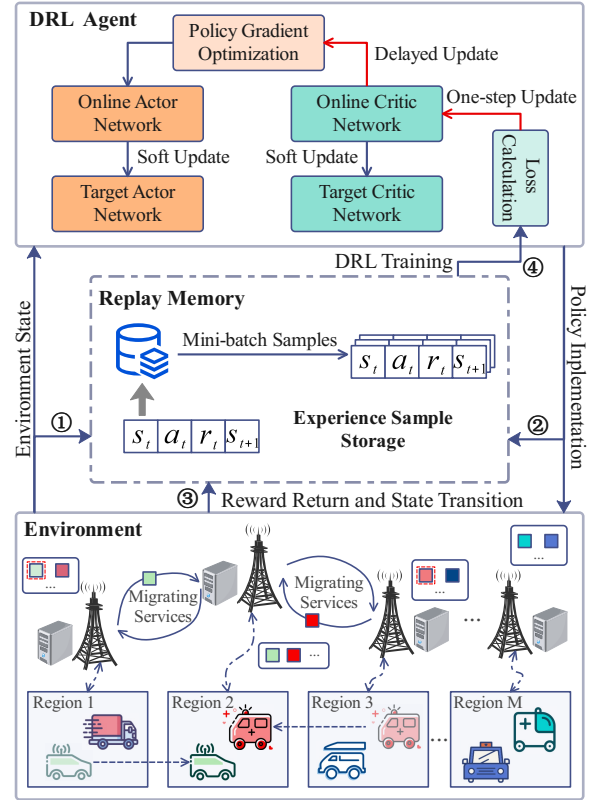 DRL Agent
Policy Gradient
Optimization
Delayed Update
Online Actor
Network
Online Critic
Network
One-step Update
Soft Update
Soft Update
Loss
Calculation
Target Actor
Network
Target Critic
Network
DRL Training
④
Environment State
Policy Inplementation
Replay Memory
Mini-batch Samples
s_t a_t r_t s_{t+1}
①
②
s_t a_t r_t s_{t+1}
Experience Sample
Storage
③
Reward Return and State Transition
Environment
...
...
...
Migrating
Services
Migrating
Services
...
...
Region 1
Region 2
Region 3
...
Region M